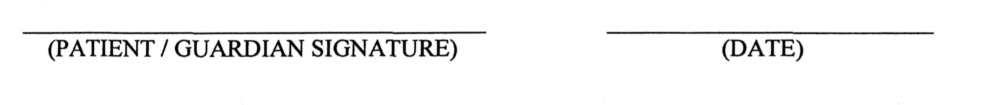 (PATIENT / GUARDIAN SIGNATURE) (DATE)